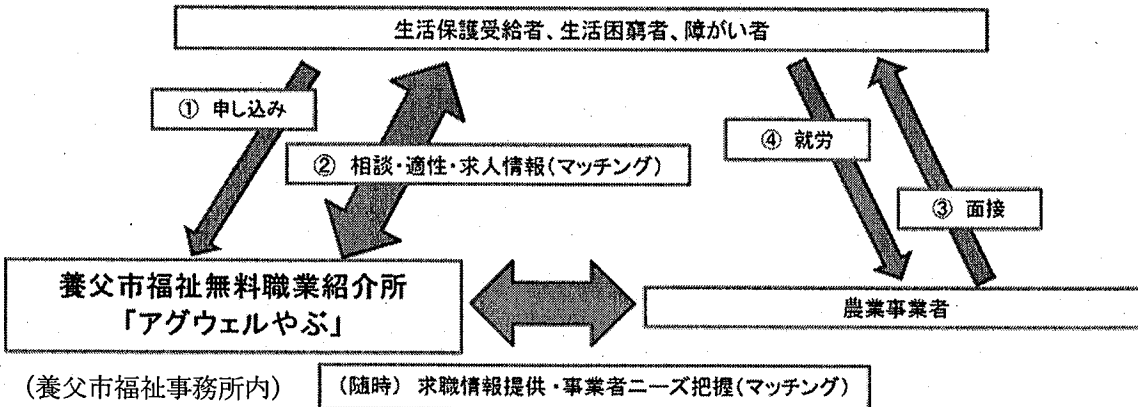 生活保護受給者、生活困窮者、障がい者
① 申し込み
② 相談・適性・求人情報(マッチング)
④ 就労
③ 面接
養父市福祉無料職業紹介所
「アグウェルやぶ」
農業事業者
(養父市福祉事務所内)
(随時) 求職情報提供・事業者ニーズ把握(マッチング)